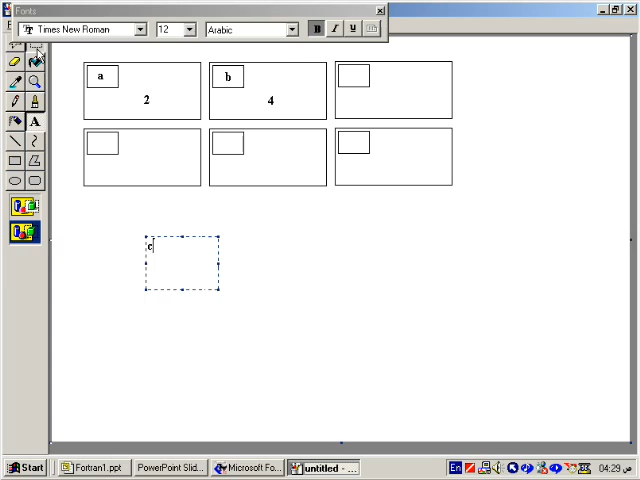 Fonts
Times New Roman 12 Arabic B I U
A
a b
2 4
c
Start Fortran1.ppt PowerPoint Slid... Microsoft Fo... untitled - ... En 04:29 ص